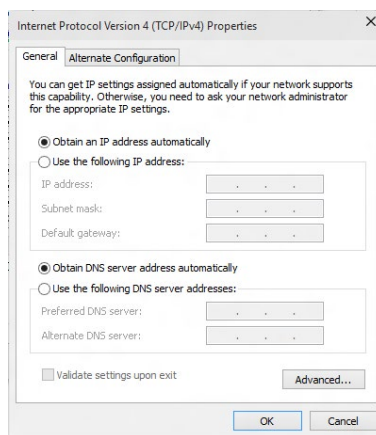 Internet Protocol Version 4 (TCP/IPv4) Properties
General
Alternate Configuration
You can get IP settings assigned automatically if your network supports
this capability. Otherwise, you need to ask your network administrator
for the appropriate IP settings.
Obtain an IP address automatically
Use the following IP address:
IP address:
Subnet mask:
Default gateway:
Obtain DNS server address automatically
Use the following DNS server addresses:
Preferred DNS server:
Alternate DNS server:
Validate settings upon exit
Advanced...
OK
Cancel